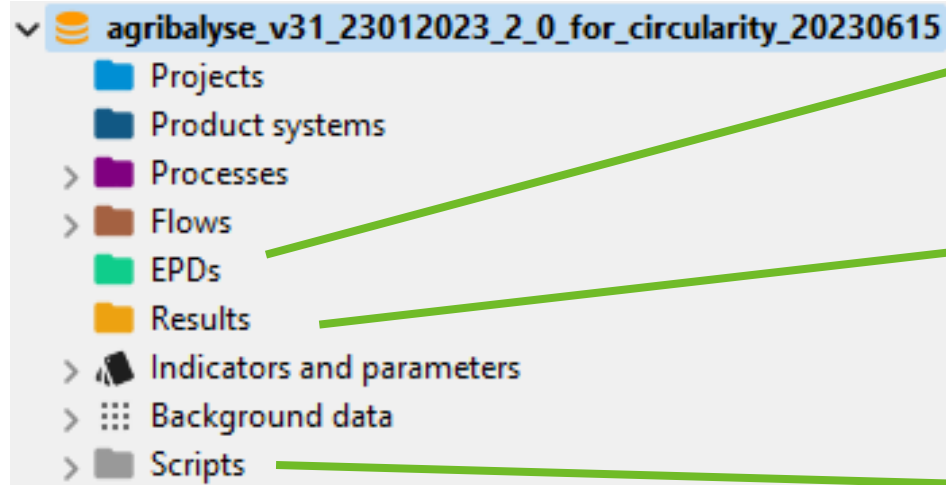 agribalyse_v31_23012023_2_0_for_circularity_20230615
Projects
Product systems
Processes
Flows
EPDs
Results
Indicators and parameters
Background data
Scripts